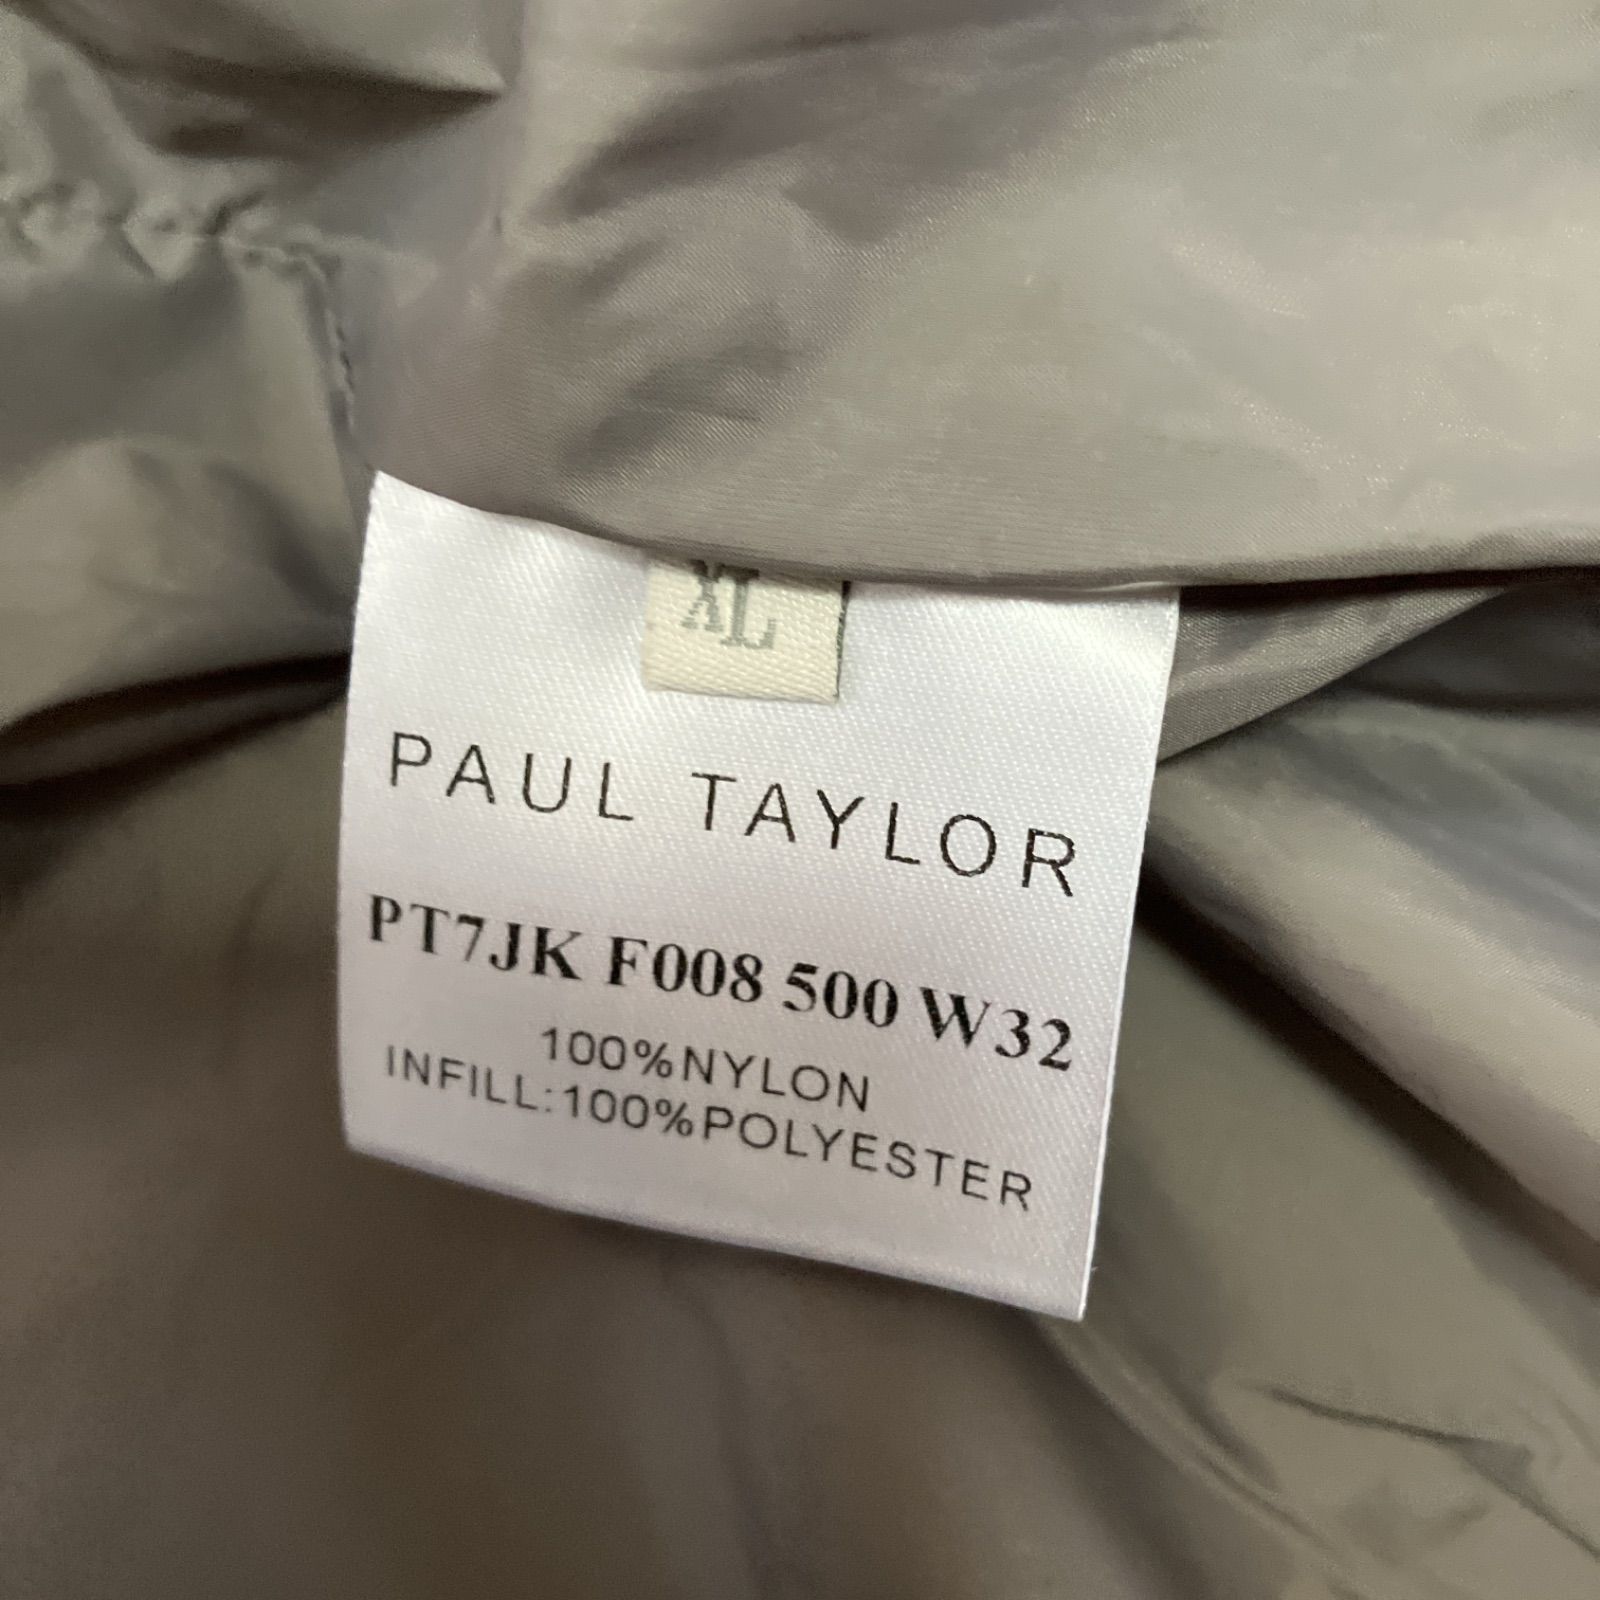 XL
PAUL TAYLOR
PT7JK F008 500 W32
100%NYLON
INFILL:100%POLYESTER